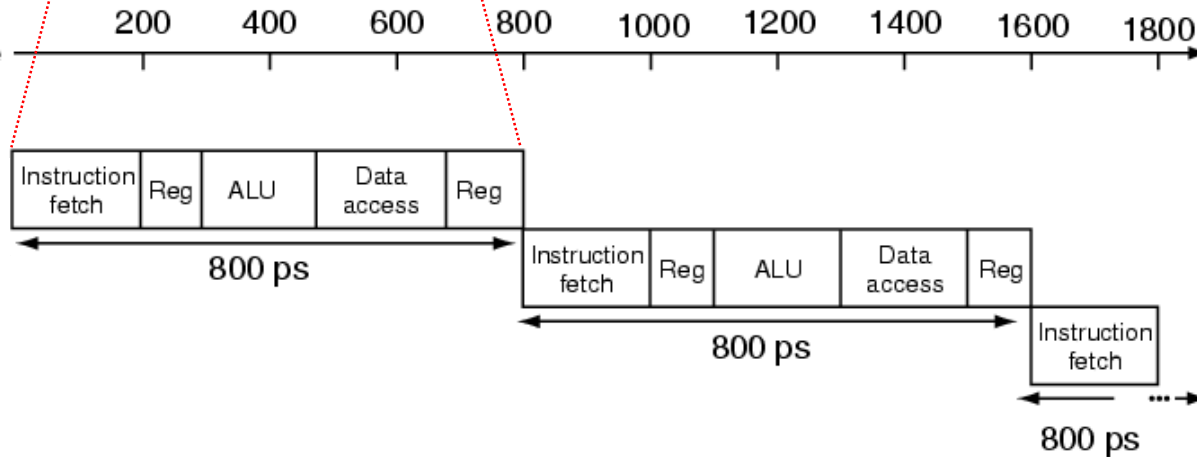 200 400 600 800 1000 1200 1400 1600 1800
Instruction
fetch
Reg
ALU
Data
access
Reg
800 ps
Instruction
fetch
Reg
ALU
Data
access
Reg
800 ps
Instruction
fetch
...
800 ps